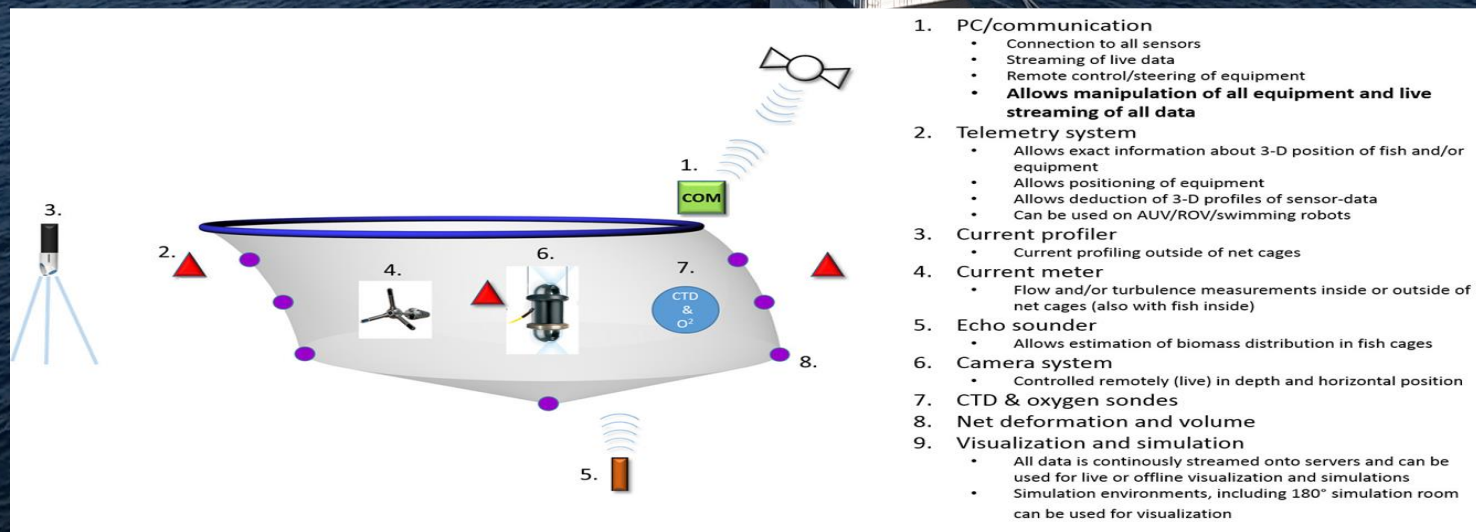 1.
COM
3.
2.
4.
6.
7.
CTD
&
O²
8.
5.
1. PC/communication
• Connection to all sensors
• Streaming of live data
• Remote control/steering of equipment
• Allows manipulation of all equipment and live
streaming of all data
2. Telemetry system
• Allows exact information about 3-D position of fish and/or
equipment
• Allows positioning of equipment
• Allows deduction of 3-D profiles of sensor-data
• Can be used on AUV/ROV/swimming robots
3. Current profiler
• Current profiling outside of net cages
4. Current meter
• Flow and/or turbulence measurements inside or outside of
net cages (also with fish inside)
5. Echo sounder
• Allows estimation of biomass distribution in fish cages
6. Camera system
• Controlled remotely (live) in depth and horizontal position
7. CTD & oxygen sondes
8. Net deformation and volume
9. Visualization and simulation
• All data is continously streamed onto servers and can be
used for live or offline visualization and simulations
• Simulation environments, including 180° simulation room
can be used for visualization